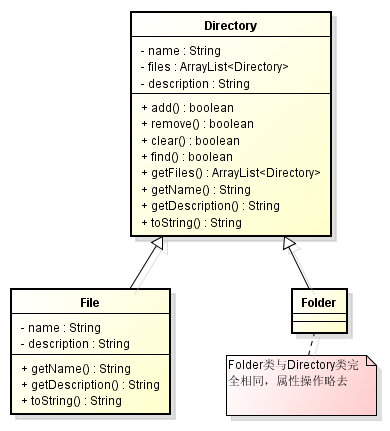 Directory
- name : String
- files : ArrayList<Directory>
- description : String
+ add() : boolean
+ remove() : boolean
+ clear() : boolean
+ find() : boolean
+ getFiles() : ArrayList<Directory>
+ getName() : String
+ getDescription() : String
+ toString() : String
File
- name : String
- description : String
+ getName() : String
+ getDescription() : String
+ toString() : String
Folder
Folder类与Directory类完
全相同，属性操作略去